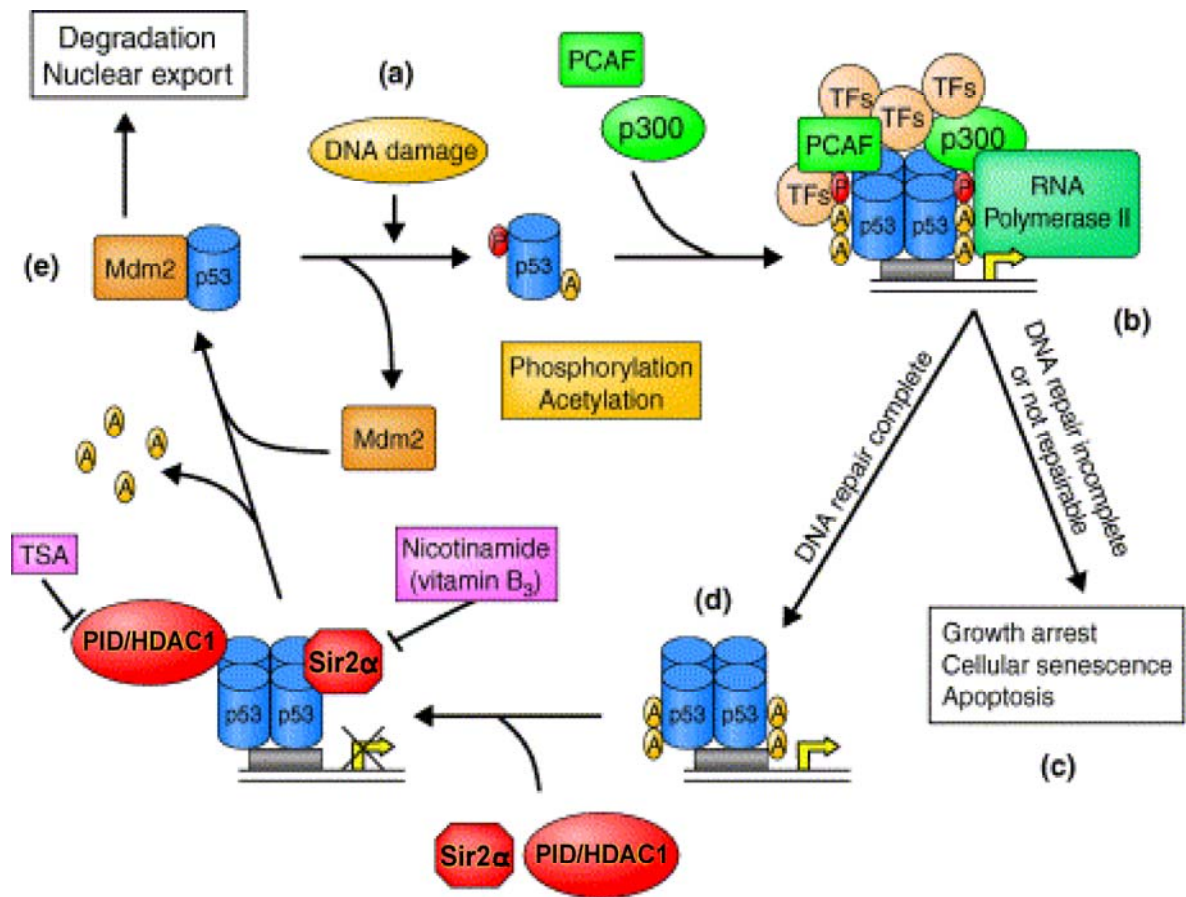 Degradation
Nuclear export
(a)
PCAF
p300
DNA damage
TFs
TFs
TFs
PCAF
p300
TFs
P
P
RNA
Polymerase II
A
A
A
A
p53
p53
(e)
Mdm2
p53
P
p53
A
(b)
Phosphorylation
Acetylation
Mdm2
A
A
A
A
DNA repair complete
DNA repair incomplete
or not repairable
TSA
Nicotinamide
(vitamin B3)
PID/HDAC1
Sir2α
p53
p53
(d)
A
A
p53
p53
A
A
Growth arrest
Cellular senescence
Apoptosis
(c)
Sir2α
PID/HDAC1